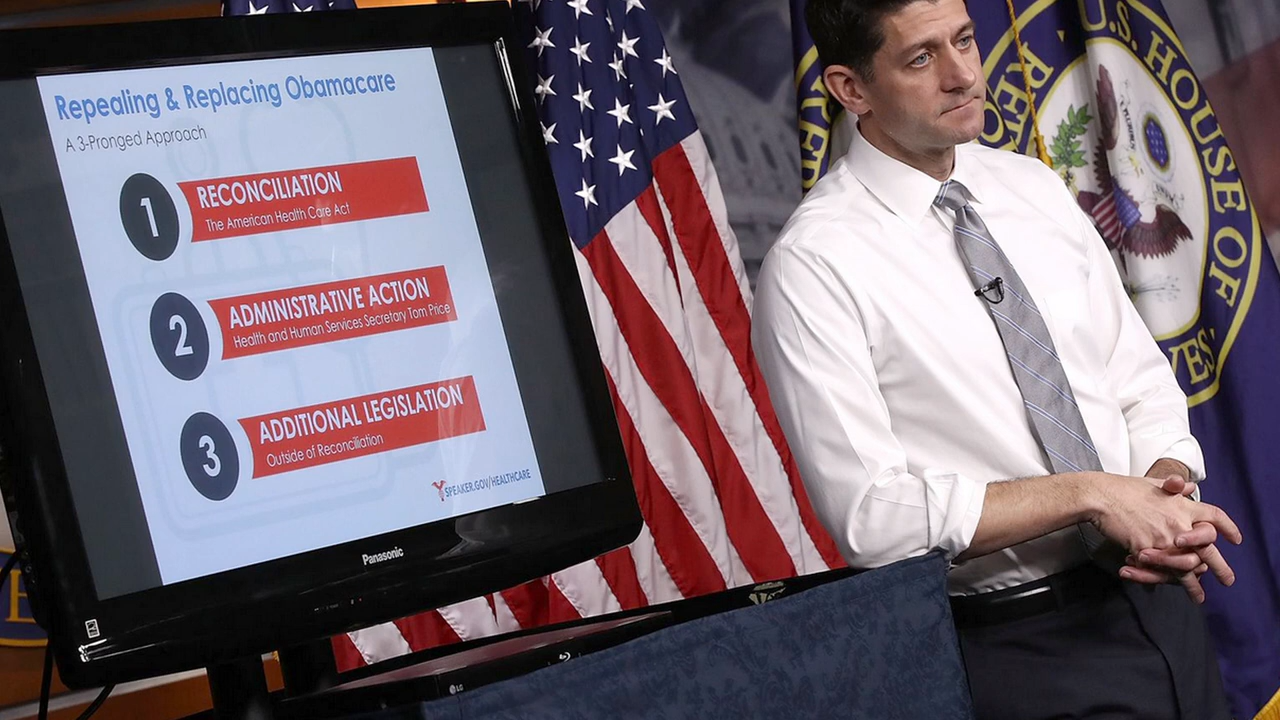 Repealing & Replacing Obamacare
A 3-Pronged Approach
1
RECONCILIATION
The American Health Care Act
2
ADMINISTRATIVE ACTION
Health and Human Services Secretary Tom Price
3
ADDITIONAL LEGISLATION
Outside of Reconciliation
SPEAKER.GOV/HEALTHCARE
Panasonic
LG
U.S. HOUSE OF